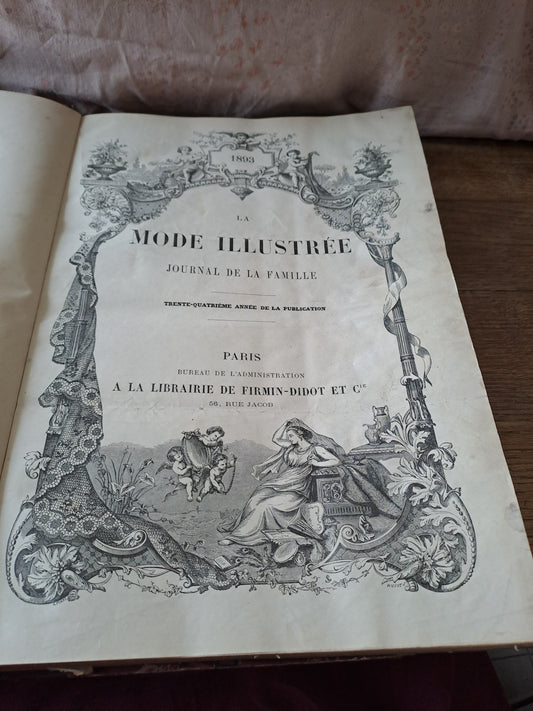 1893
LA
MODE ILLUSTRÉE
JOURNAL DE LA FAMILLE
TRENTE-QUATRIÈME ANNÉE DE LA PUBLICATION
PARIS
BUREAU DE L'ADMINISTRATION
A LA LIBRAIRIE DE FIRMIN-DIDOT ET Cie
56, RUE JACOB